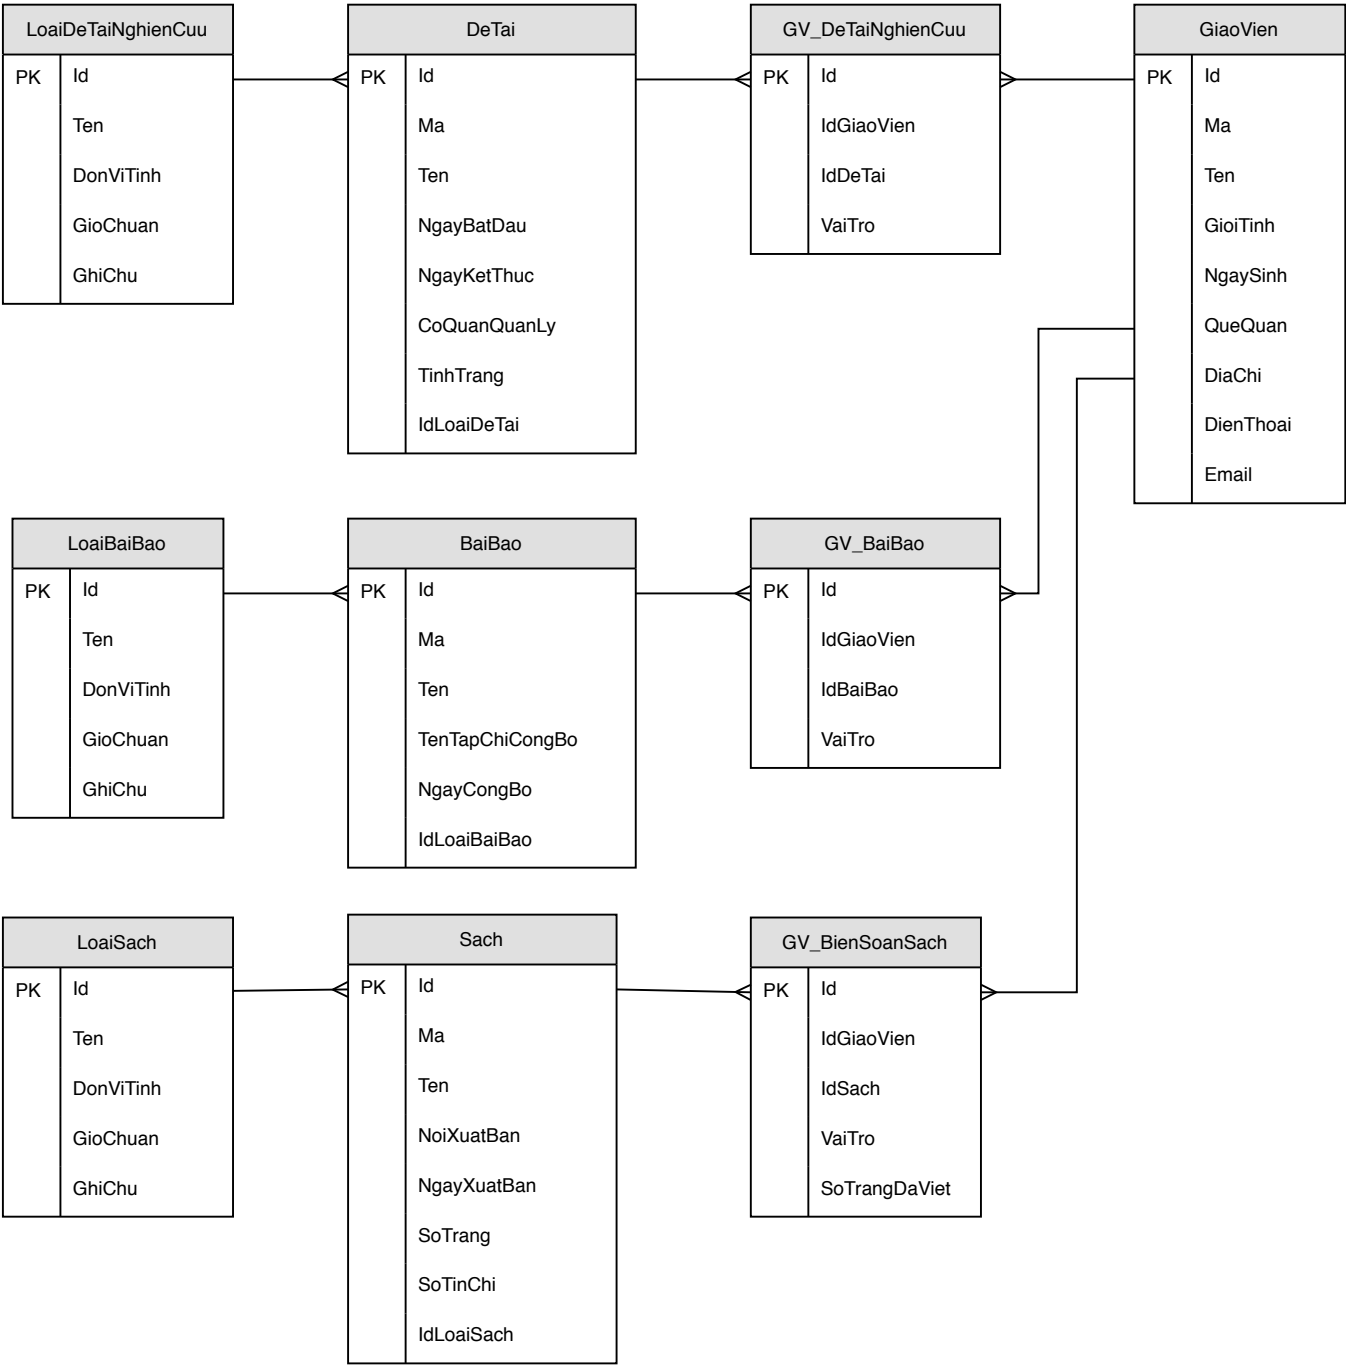 LoaiDeTaiNghienCuu
PK Id
Ten
DonViTinh
GioChuan
GhiChu
DeTai
PK Id
Ma
Ten
NgayBatDau
NgayKetThuc
CoQuanQuanLy
TinhTrang
IdLoaiDeTai
GV_DeTaiNghienCuu
PK Id
IdGiaoVien
IdDeTai
VaiTro
GiaoVien
PK Id
Ma
Ten
GioiTinh
NgaySinh
QueQuan
DiaChi
DienThoai
Email
LoaiBaiBao
PK Id
Ten
DonViTinh
GioChuan
GhiChu
BaiBao
PK Id
Ma
Ten
TenTapChiCongBo
NgayCongBo
IdLoaiBaiBao
GV_BaiBao
PK Id
IdGiaoVien
IdBaiBao
VaiTro
LoaiSach
PK Id
Ten
DonViTinh
GioChuan
GhiChu
Sach
PK Id
Ma
Ten
NoiXuatBan
NgayXuatBan
SoTrang
SoTinChi
IdLoaiSach
GV_BienSoanSach
PK Id
IdGiaoVien
IdSach
VaiTro
SoTrangDaViet